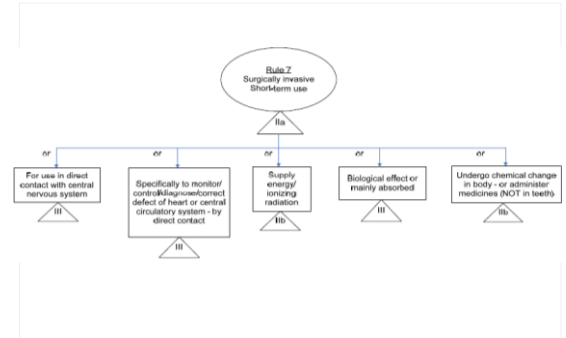 Rule 7
Surgically invasive
Short-term use
IIa
or
or
or
or
or
For use in direct
contact with central
nervous system
III
Specifically to monitor/
control/diagnose/correct
defect of heart or central
circulatory system - by
direct contact
III
Supply
energy/
ionizing
radiation
IIb
Biological effect or
mainly absorbed
III
Undergo chemical change
in body - or administer
medicines (NOT in teeth)
IIb